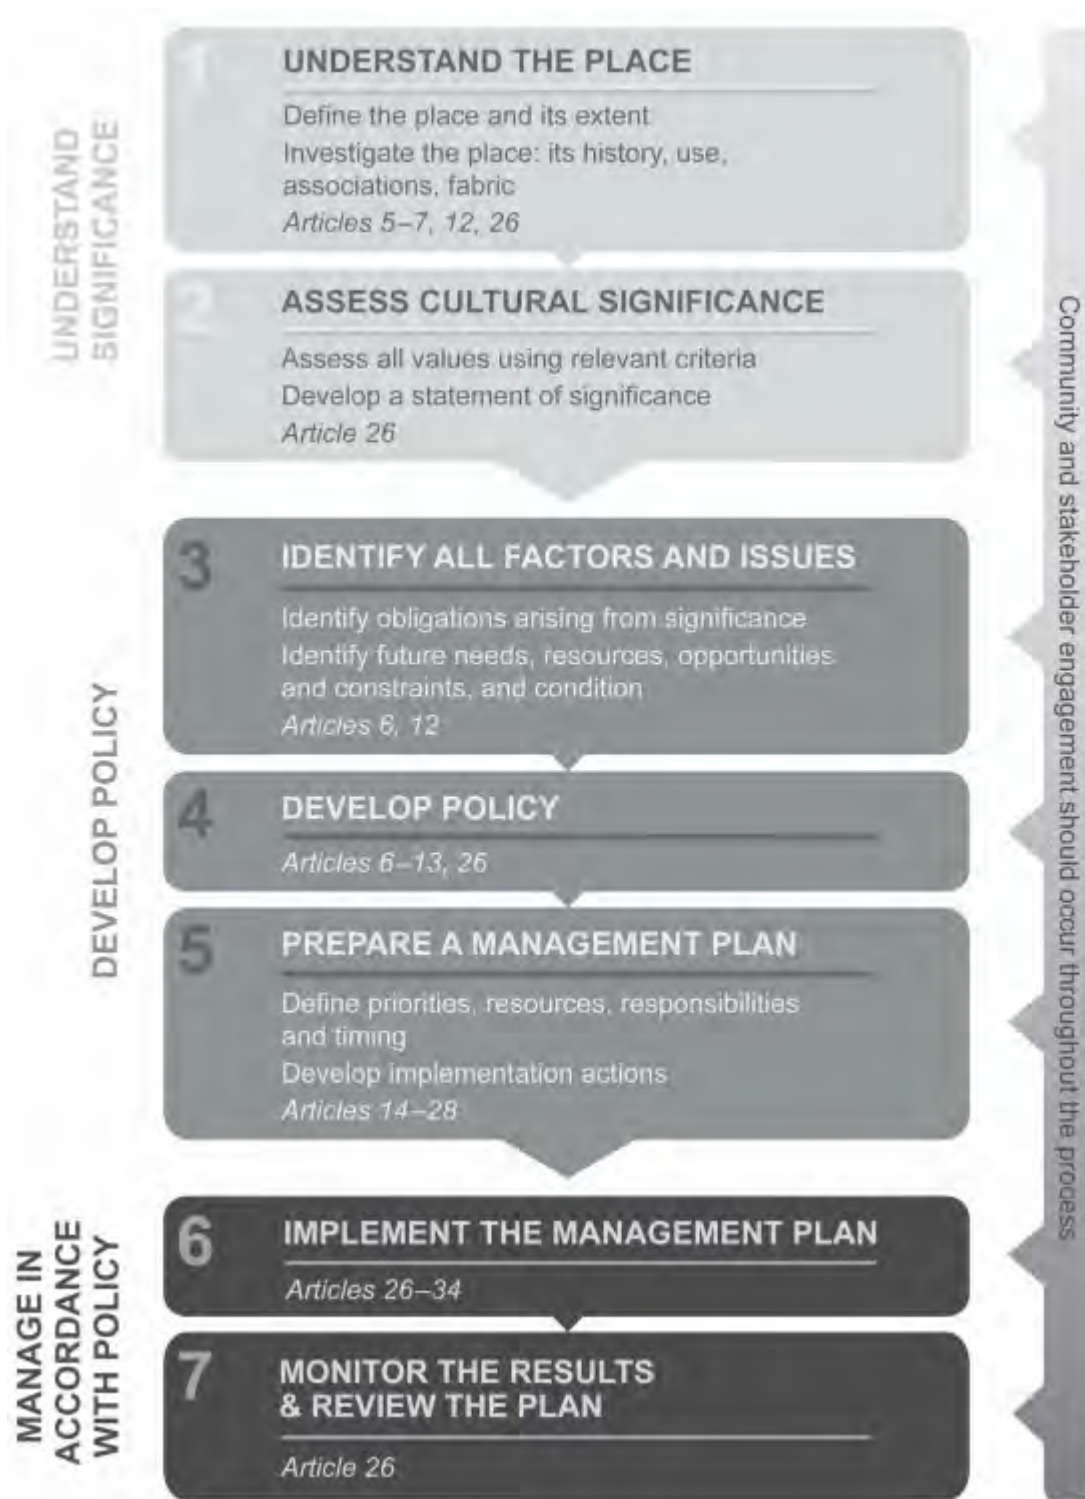 UNDERSTAND
SIGNIFICANCE
1
UNDERSTAND THE PLACE
Define the place and its extent
Investigate the place: its history, use,
associations, fabric
Articles 5–7, 12, 26
2
ASSESS CULTURAL SIGNIFICANCE
Assess all values using relevant criteria
Develop a statement of significance
Article 26
DEVELOP POLICY
3
IDENTIFY ALL FACTORS AND ISSUES
Identify obligations arising from significance
Identify future needs, resources, opportunities
and constraints, and condition
Articles 6, 12
4
DEVELOP POLICY
Articles 6–13, 26
5
PREPARE A MANAGEMENT PLAN
Define priorities, resources, responsibilities
and timing
Develop implementation actions
Articles 14–28
MANAGE IN
ACCORDANCE
WITH POLICY
6
IMPLEMENT THE MANAGEMENT PLAN
Articles 26–34
7
MONITOR THE RESULTS
& REVIEW THE PLAN
Article 26
Community and stakeholder engagement should occur throughout the process